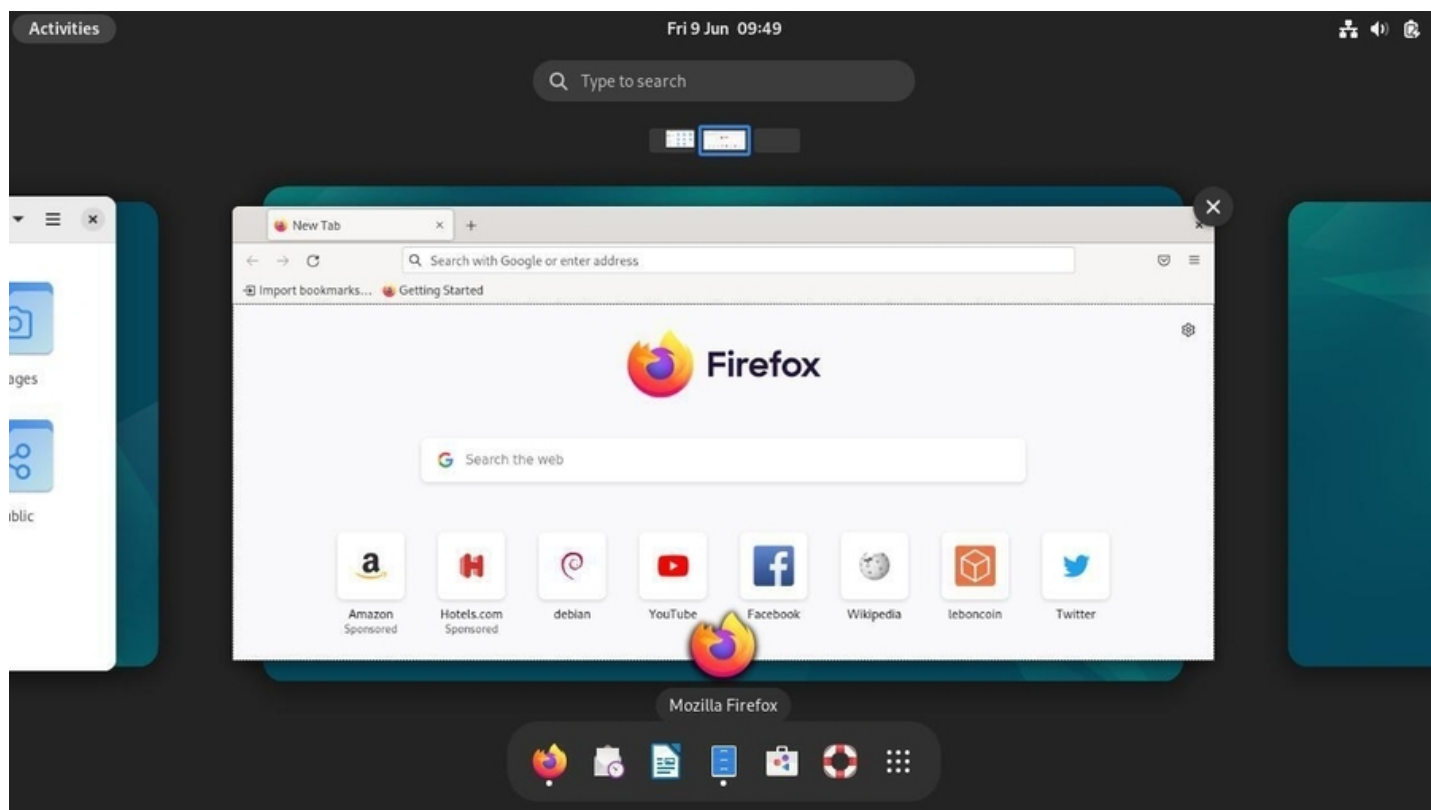 Activities
Fri 9 Jun 09:49
Type to search
New Tab
Search with Google or enter address
Import bookmarks...
Getting Started
ages
Firefox
Search the web
blic
Amazon
Sponsored
Hotels.com
Sponsored
debian
YouTube
Facebook
Wikipedia
leboncoin
Twitter
Mozilla Firefox